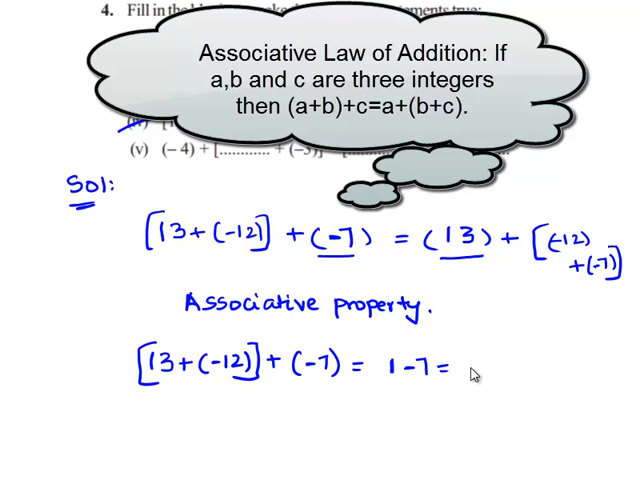 4. Fill in the
Associative Law of Addition: If
a,b and c are three integers
then (a+b)+c=a+(b+c).
(v) (– 4) + [............ + (–3)]
Sol:
[13+(-12)] + (-7) = (13) + [(-12)
+(-7)]
Associative property.
[13+(-12)] + (-7) = 1-7 =